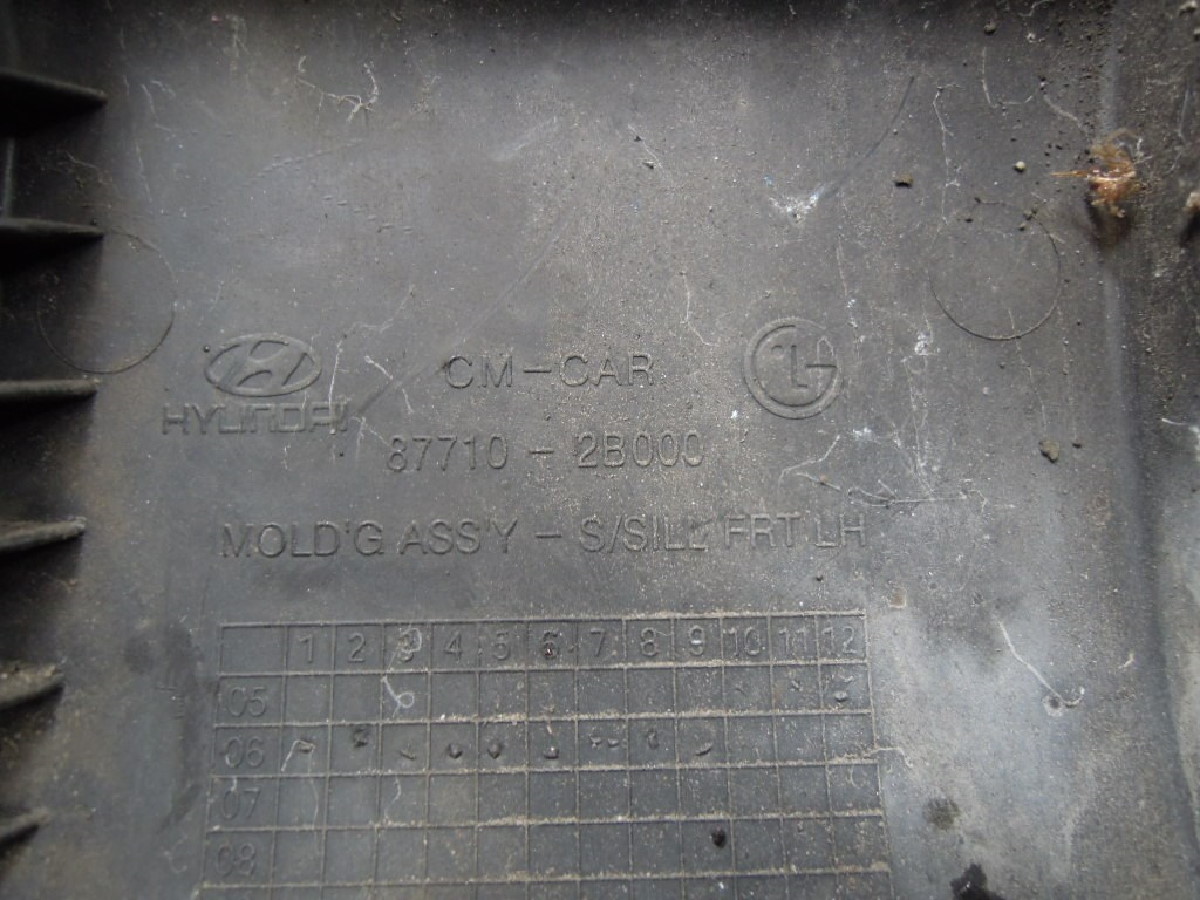 CM-CAR
HYUNDAI
87710-2B000
MOLD'G ASS'Y - S/SILL FRT LH
1 2 3 4 5 6 7 8 9 10 11 12
05
06
07
08